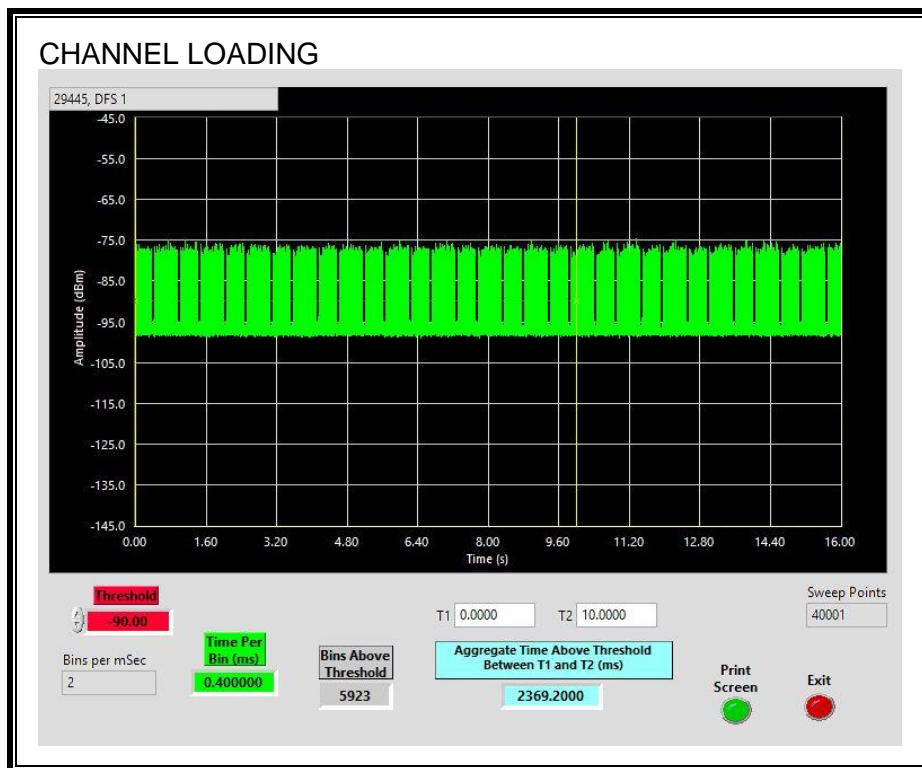 CHANNEL LOADING
29445, DFS 1
-45.0
-55.0
-65.0
-75.0
-85.0
-95.0
-105.0
-115.0
-125.0
-135.0
-145.0
Amplitude (dBm)
0.00 1.60 3.20 4.80 6.40 8.00 9.60 11.20 12.80 14.40 16.00
Time (s)
Threshold
-90.00
Bins per mSec
2
Time Per
Bin (ms)
0.400000
Bins Above
Threshold
5923
T1 0.0000 T2 10.0000
Aggregate Time Above Threshold
Between T1 and T2 (ms)
2369.2000
Sweep Points
40001
Print
Screen
Exit